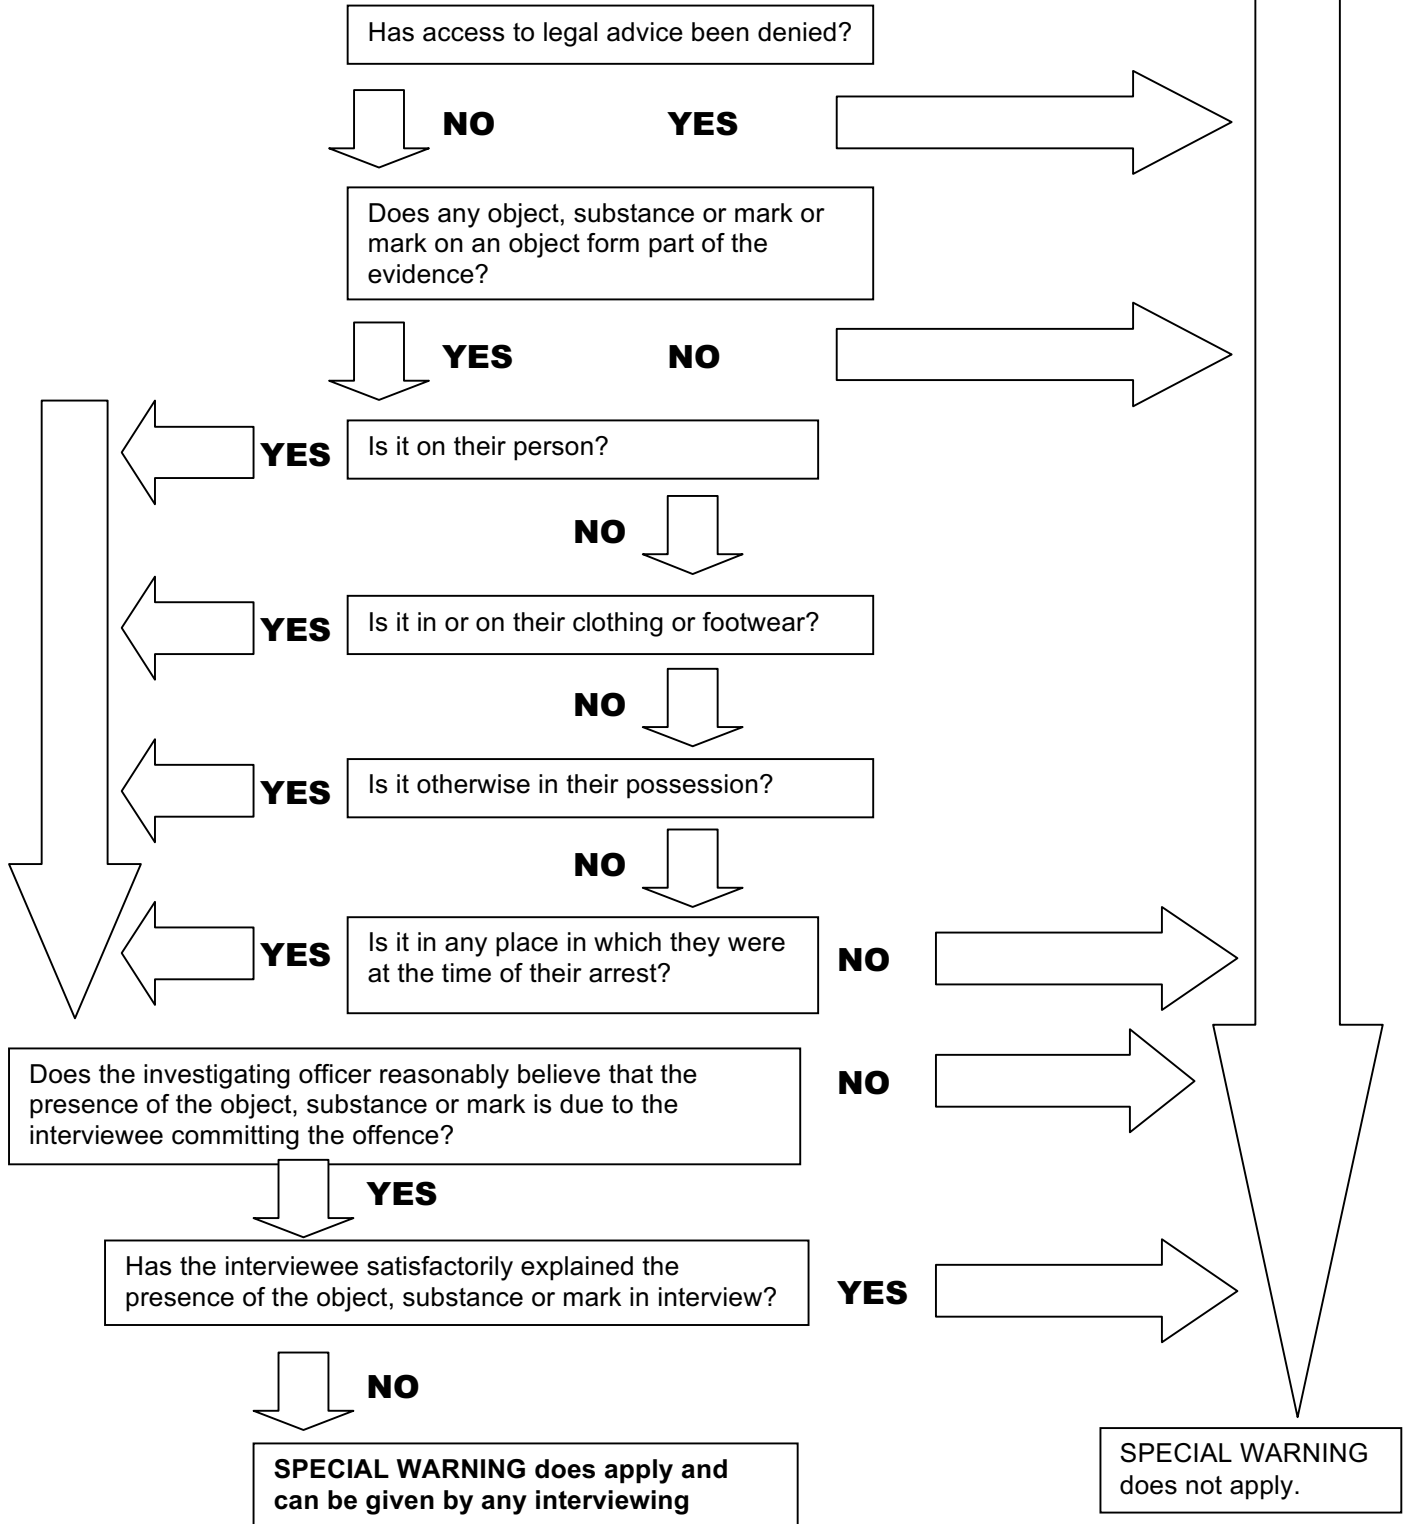 Has access to legal advice been denied?
NO YES
Does any object, substance or mark or
mark on an object form part of the
evidence?
YES NO
YES Is it on their person?
NO
YES Is it in or on their clothing or footwear?
NO
YES Is it otherwise in their possession?
NO
YES Is it in any place in which they were
at the time of their arrest?
NO
Does the investigating officer reasonably believe that the
presence of the object, substance or mark is due to the
interviewee committing the offence?
NO
YES
Has the interviewee satisfactorily explained the
presence of the object, substance or mark in interview?
YES
NO
SPECIAL WARNING does apply and
can be given by any interviewing
SPECIAL WARNING
does not apply.